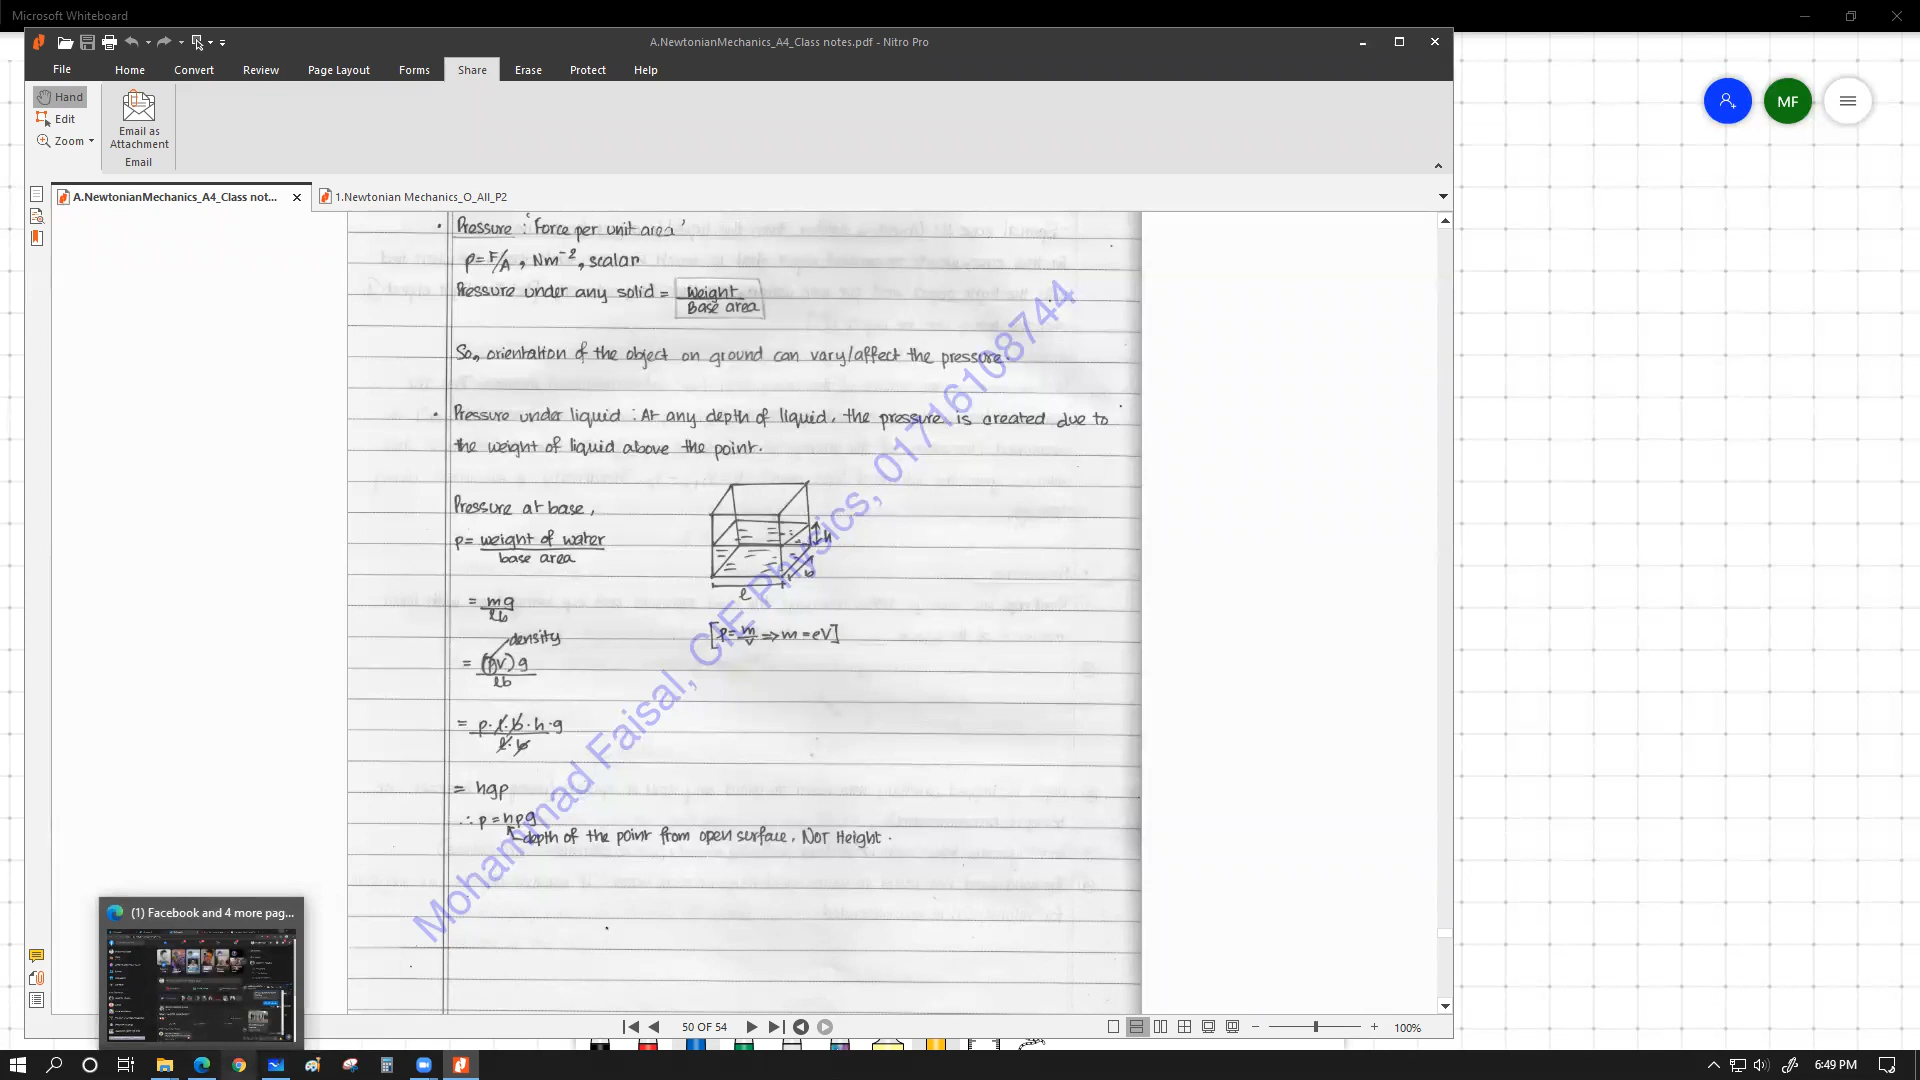 Microsoft Whiteboard
A.NewtonianMechanics_A4_Class notes.pdf - Nitro Pro
File Home Convert Review Page Layout Forms Share Erase Protect Help
Hand
Edit
Zoom
Email as
Attachment
Email
MF
A.NewtonianMechanics_A4_Class not...
1.Newtonian Mechanics_O_All_P2
• Pressure : 'Force per unit area'
p = F/A , Nm⁻², scalar
Pressure under any solid = Weight / Base area
So, orientation of the object on ground can vary/affect the pressure.
• Pressure under liquid : At any depth of liquid, the pressure is created due to
the weight of liquid above the point.
Pressure at base,
p = weight of water / base area
h
b
l
= mg / lb
[ρ = m/v ⇒ m = ρV]
density
= (ρV) g / lb
= ρ·l·b·h·g / l·b
= hgρ
∴ p = hρg
depth of the point from open surface, NOT Height.
Mohammad Faisal, CIE Physics, 01716108744
(1) Facebook and 4 more pag...
50 OF 54
100%
6:49 PM